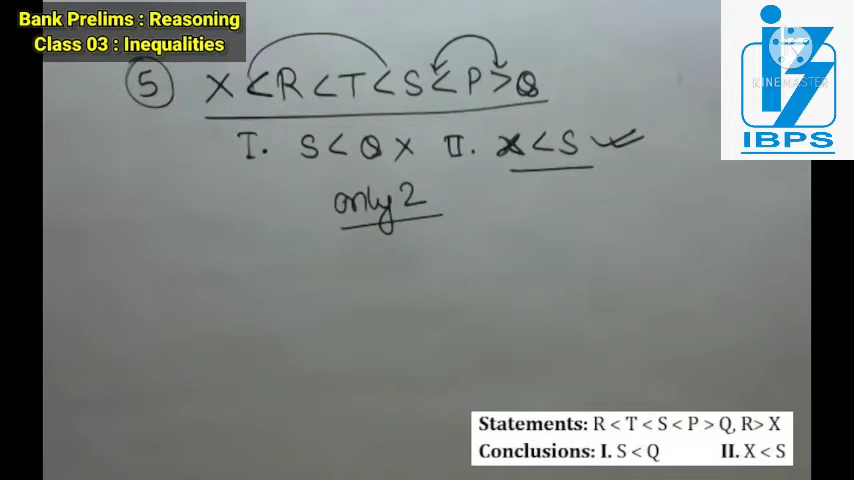 Bank Prelims : Reasoning
Class 03 : Inequalities
5 X < R < T < S < P > Q
I. S < Q X II. X < S ✓
only 2
KINEMASTER
IBPS
Statements: R < T < S < P > Q, R> X
Conclusions: I. S < Q II. X < S